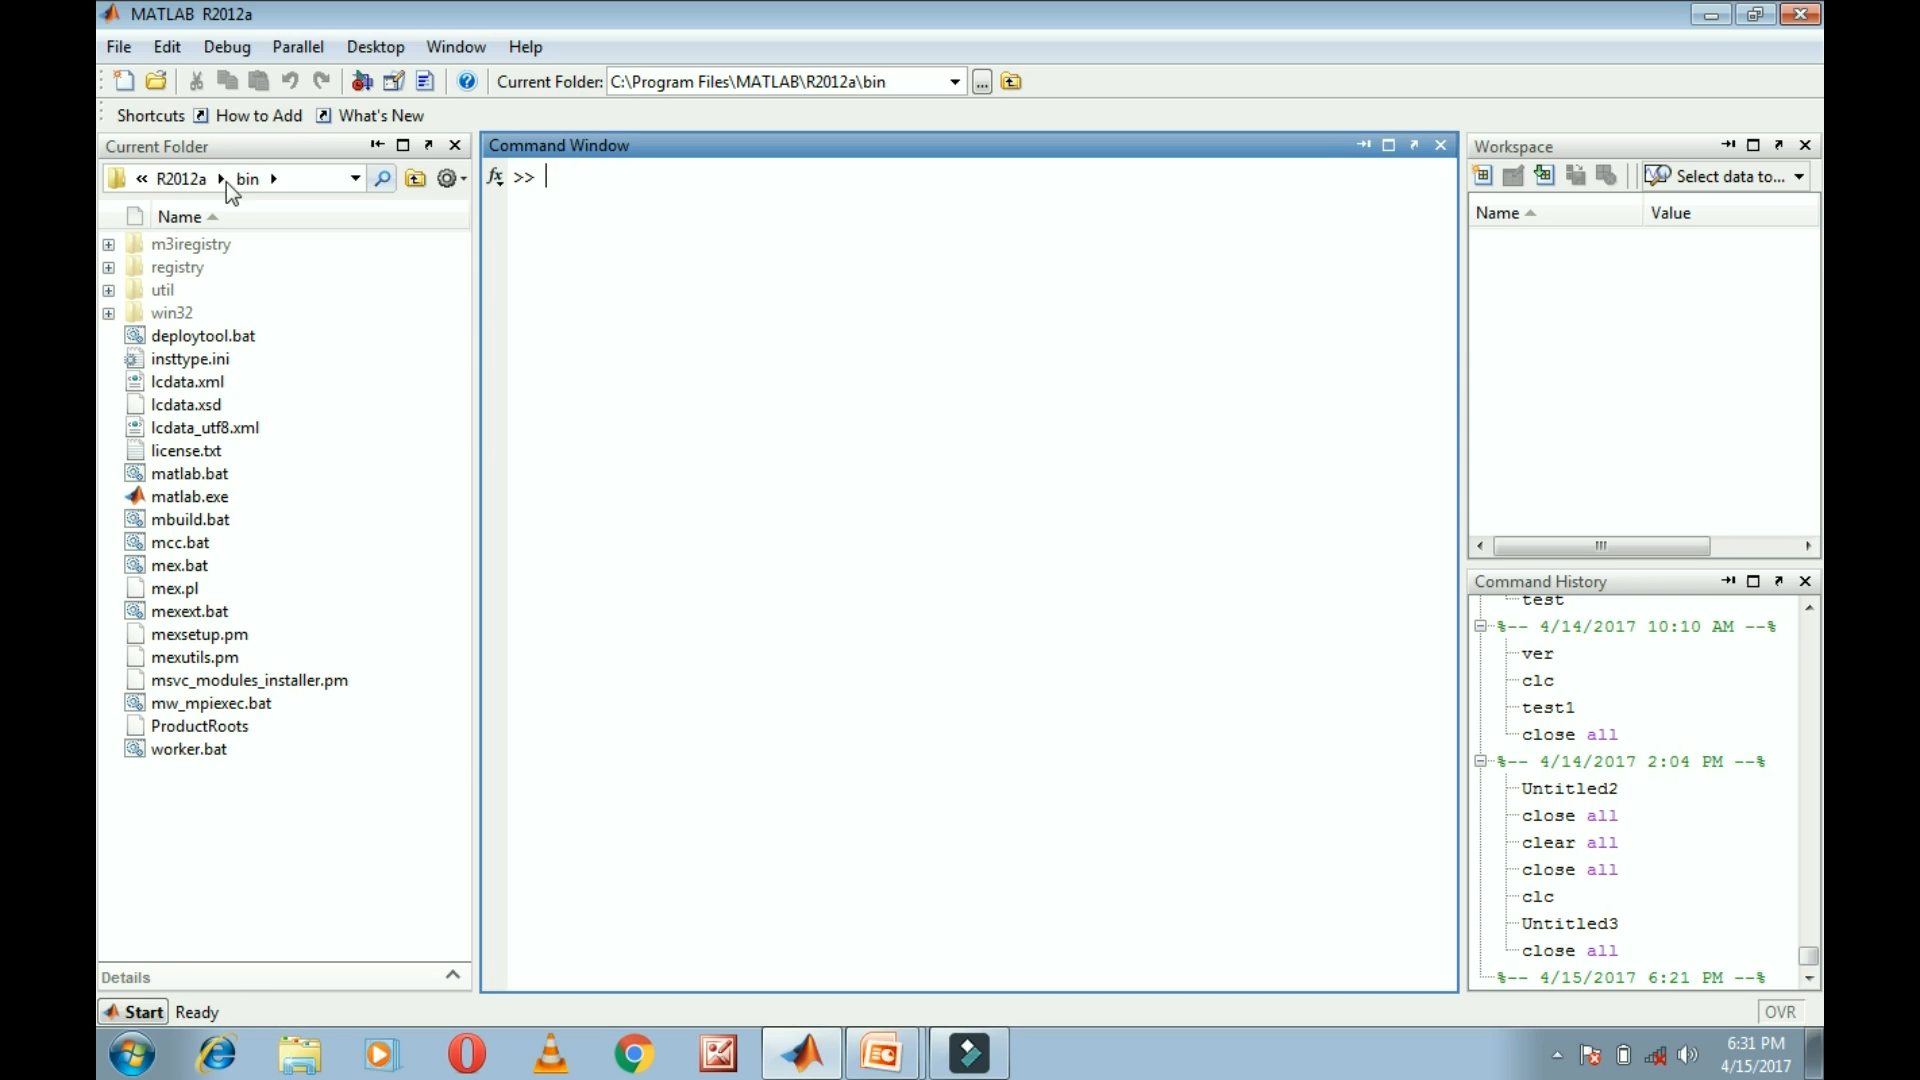 MATLAB R2012a
File Edit Debug Parallel Desktop Window Help
Current Folder: C:\Program Files\MATLAB\R2012a\bin ...
Shortcuts How to Add What's New
Current Folder
« R2012a bin
Name
m3iregistry
registry
util
win32
deploytool.bat
insttype.ini
lcdata.xml
lcdata.xsd
lcdata_utf8.xml
license.txt
matlab.bat
matlab.exe
mbuild.bat
mcc.bat
mex.bat
mex.pl
mexext.bat
mexsetup.pm
mexutils.pm
msvc_modules_installer.pm
mw_mpiexec.bat
ProductRoots
worker.bat
Details
Command Window
fx >>
Workspace
Select data to...
Name Value
Command History
test
%-- 4/14/2017 10:10 AM --%
ver
clc
test1
close all
%-- 4/14/2017 2:04 PM --%
Untitled2
close all
clear all
close all
clc
Untitled3
close all
%-- 4/15/2017 6:21 PM --%
Start Ready
OVR
6:31 PM
4/15/2017